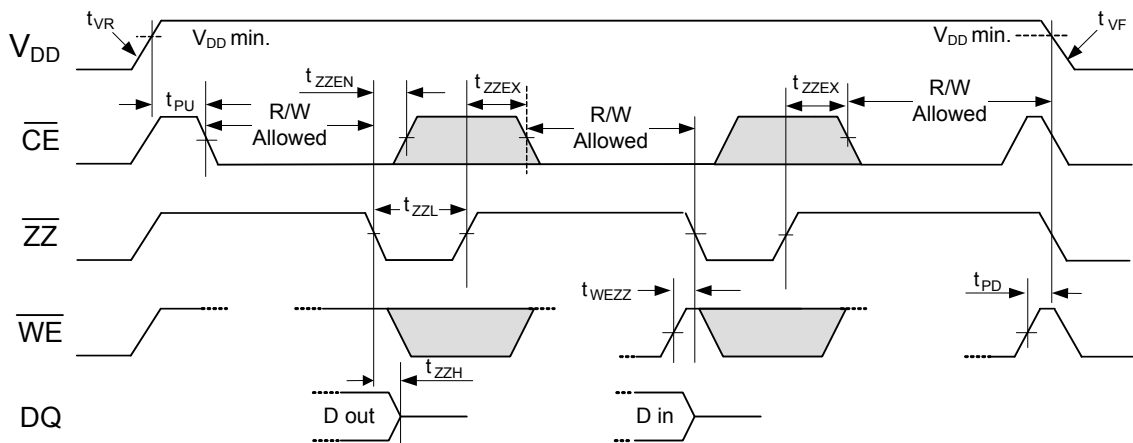 tVR
VDD min.
VDD min.
tVF
VDD
tPU
R/W
Allowed
tZZEN
tZZEX
R/W
Allowed
tZZEX
R/W
Allowed
CE
tZZL
ZZ
tWEZZ
tPD
WE
tZZH
DQ
D out
D in